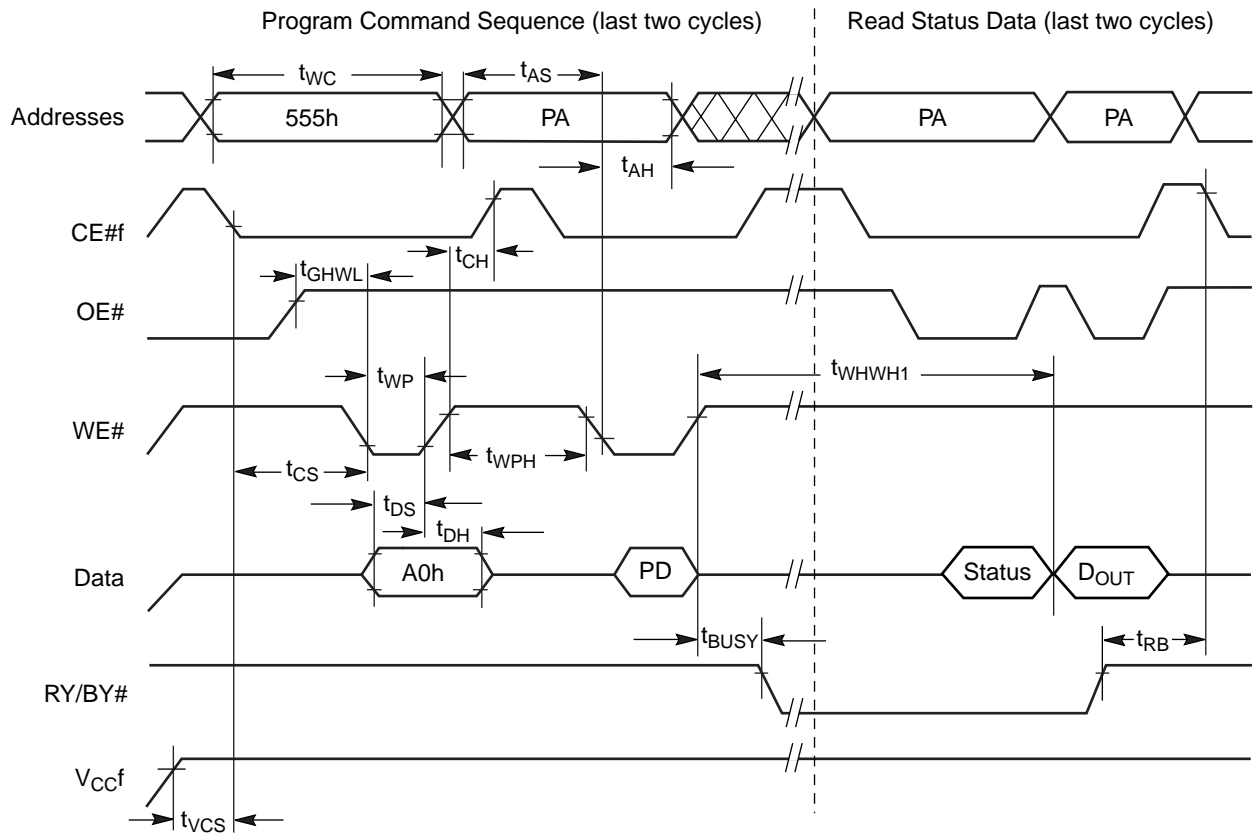 Program Command Sequence (last two cycles) Read Status Data (last two cycles)
tWC tAS
Addresses 555h PA PA PA
tAH
CE#f
tCH
tGHWL
OE#
tWP tWHWH1
WE#
tCS tWPH
tDS
tDH
Data A0h PD Status DOUT
tBUSY tRB
RY/BY#
VCCf
tVCS